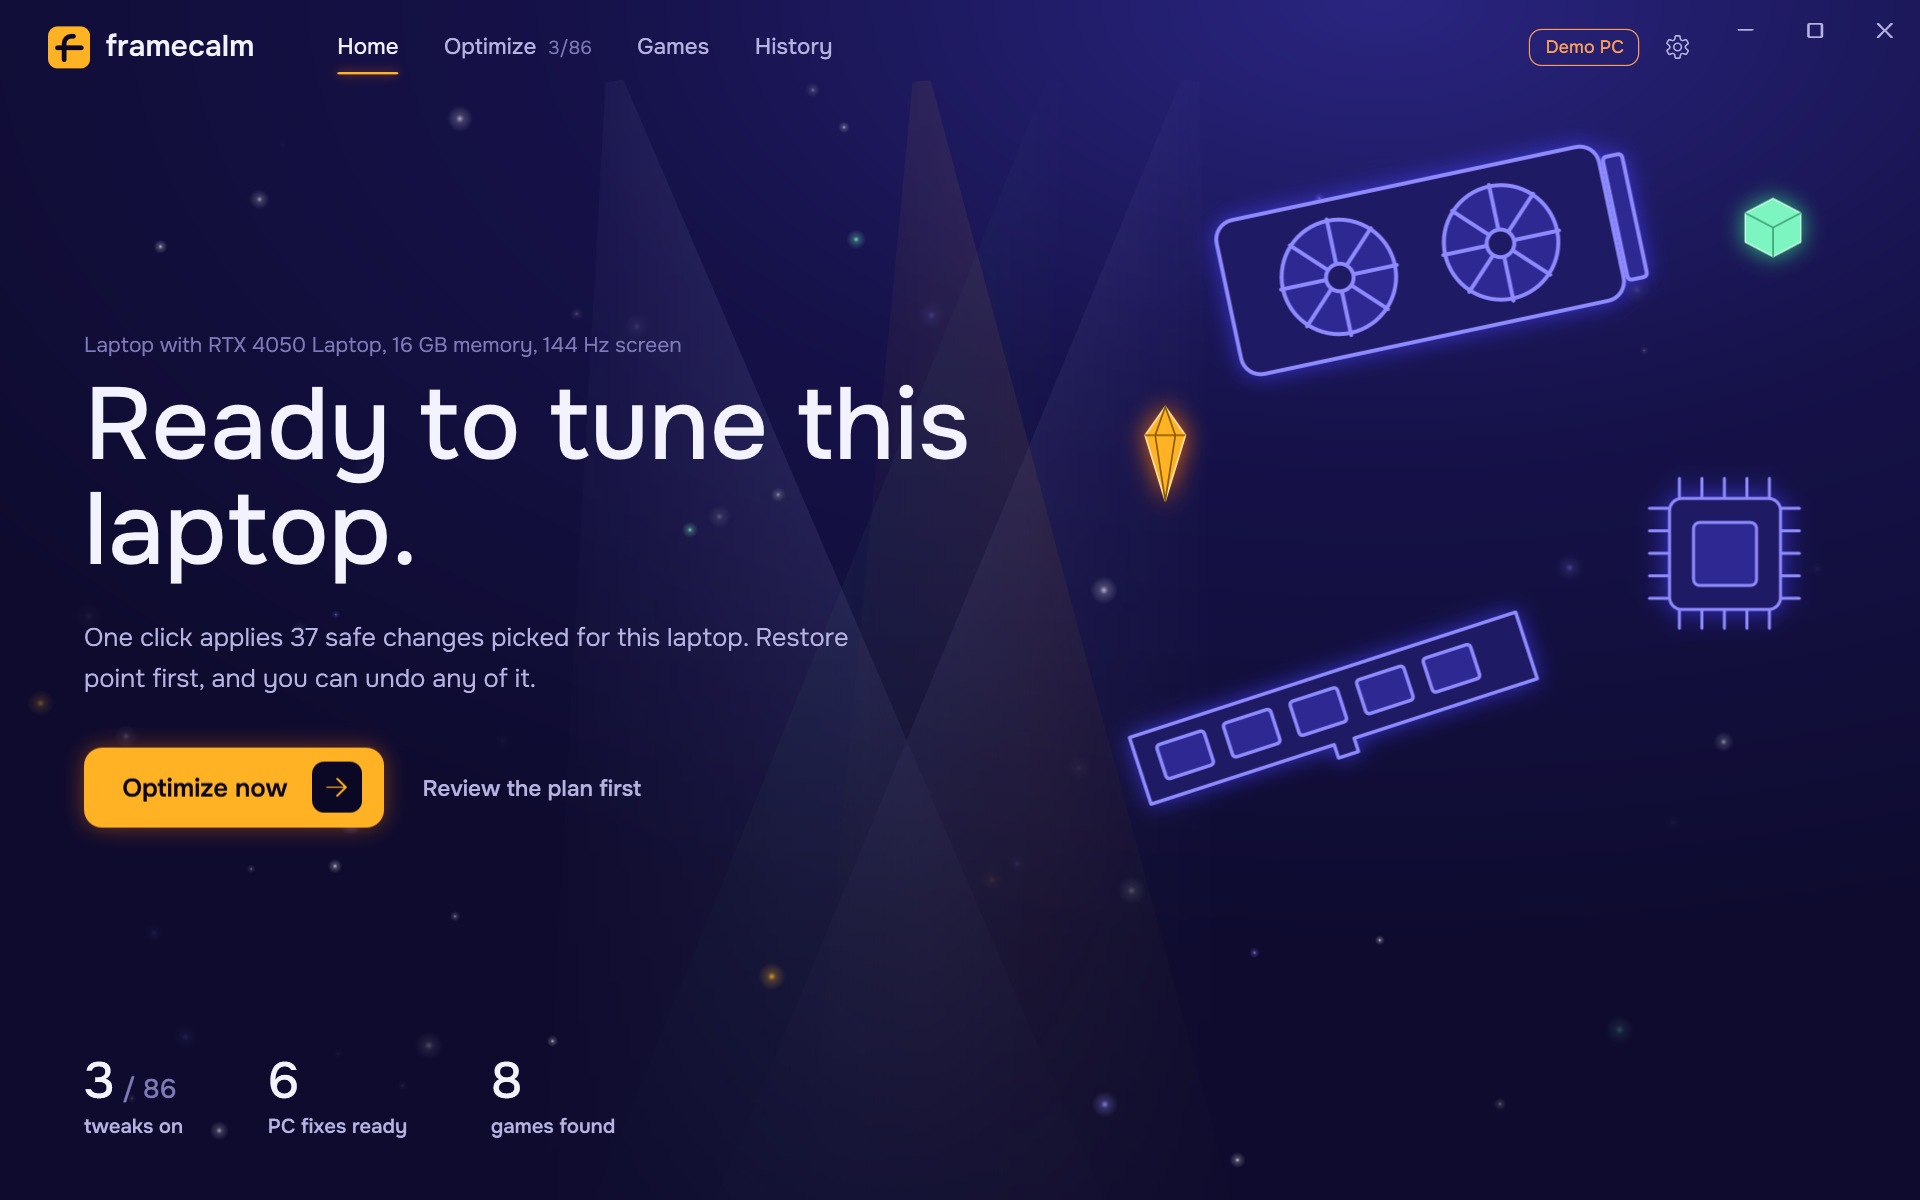 framecalm
Home
Optimize 3/86
Games
History
Demo PC
Laptop with RTX 4050 Laptop, 16 GB memory, 144 Hz screen
Ready to tune this
laptop.
One click applies 37 safe changes picked for this laptop. Restore
point first, and you can undo any of it.
Optimize now
Review the plan first
3 / 86
tweaks on
6
PC fixes ready
8
games found